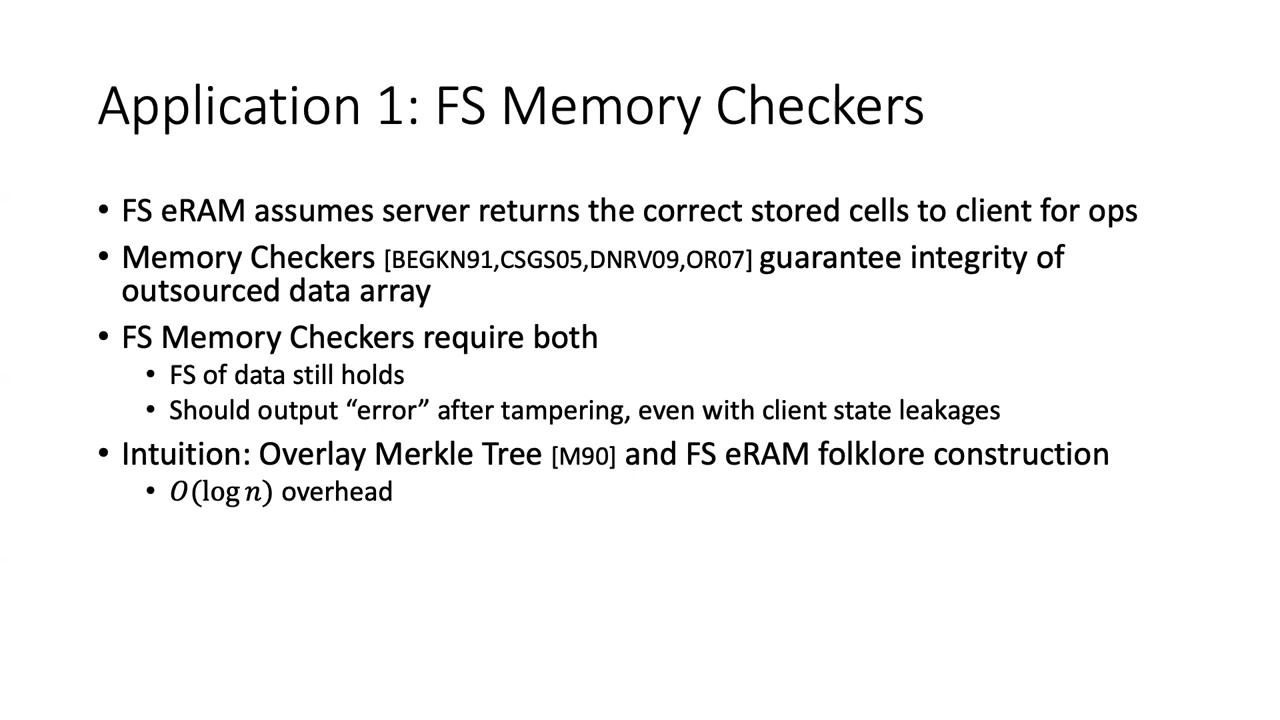 Application 1: FS Memory Checkers
• FS eRAM assumes server returns the correct stored cells to client for ops
• Memory Checkers [BEGKN91,CSGS05,DNRV09,OR07] guarantee integrity of
outsourced data array
• FS Memory Checkers require both
• FS of data still holds
• Should output “error” after tampering, even with client state leakages
• Intuition: Overlay Merkle Tree [M90] and FS eRAM folklore construction
• O(log n) overhead